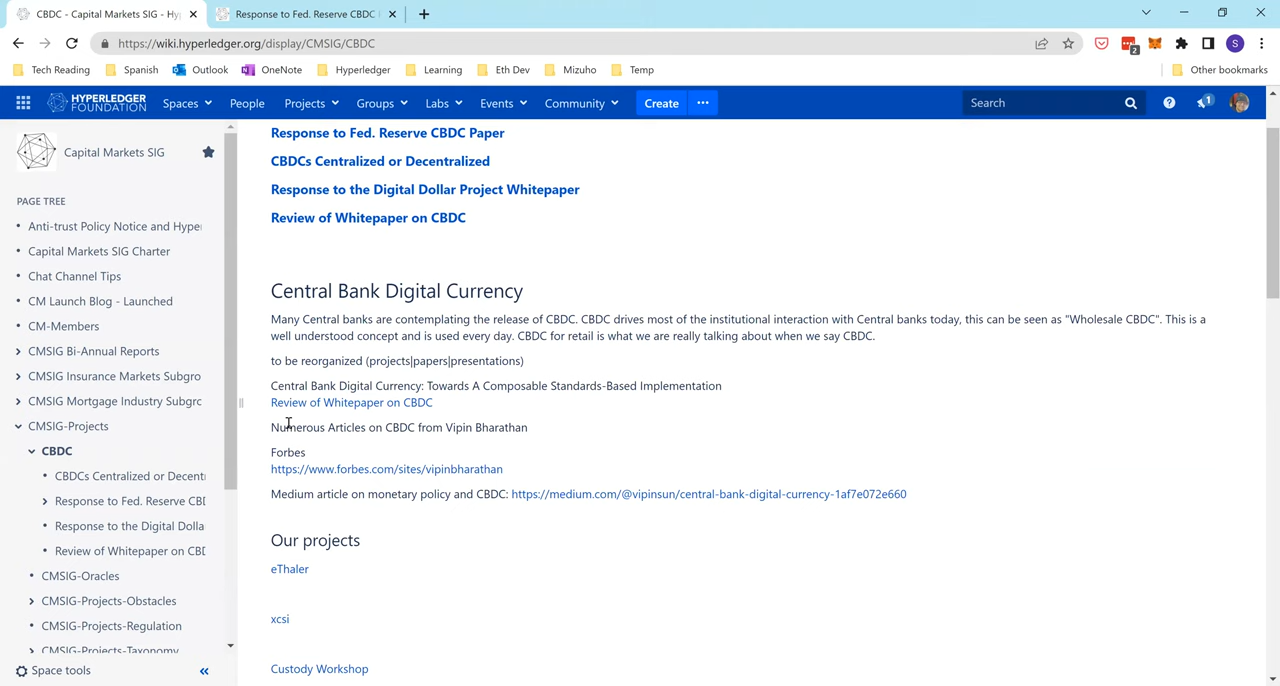 CBDC - Capital Markets SIG - Hy
Response to Fed. Reserve CBDC
https://wiki.hyperledger.org/display/CMSIG/CBDC
2
S
Tech Reading
Spanish
Outlook
OneNote
Hyperledger
Learning
Eth Dev
Mizuho
Temp
Other bookmarks
HYPERLEDGER
FOUNDATION
Spaces
People
Projects
Groups
Labs
Events
Community
Create
Search
1
Capital Markets SIG
PAGE TREE
Anti-trust Policy Notice and Hype
Capital Markets SIG Charter
Chat Channel Tips
CM Launch Blog - Launched
CM-Members
CMSIG Bi-Annual Reports
CMSIG Insurance Markets Subgro
CMSIG Mortgage Industry Subgro
CMSIG-Projects
CBDC
CBDCs Centralized or Decent
Response to Fed. Reserve CBD
Response to the Digital Dolla
Review of Whitepaper on CBD
CMSIG-Oracles
CMSIG-Projects-Obstacles
CMSIG-Projects-Regulation
CMSIG-Projects-Taxonomy
Space tools
Response to Fed. Reserve CBDC Paper
CBDCs Centralized or Decentralized
Response to the Digital Dollar Project Whitepaper
Review of Whitepaper on CBDC
Central Bank Digital Currency
Many Central banks are contemplating the release of CBDC. CBDC drives most of the institutional interaction with Central banks today, this can be seen as "Wholesale CBDC". This is a
well understood concept and is used every day. CBDC for retail is what we are really talking about when we say CBDC.
to be reorganized (projects|papers|presentations)
Central Bank Digital Currency: Towards A Composable Standards-Based Implementation
Review of Whitepaper on CBDC
Numerous Articles on CBDC from Vipin Bharathan
Forbes
https://www.forbes.com/sites/vipinbharathan
Medium article on monetary policy and CBDC: https://medium.com/@vipinsun/central-bank-digital-currency-1af7e072e660
Our projects
eThaler
xcsi
Custody Workshop